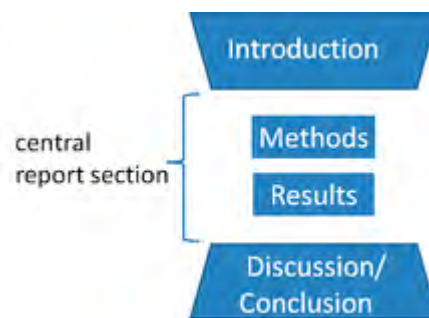 Introduction
central
report section
Methods
Results
Discussion/
Conclusion